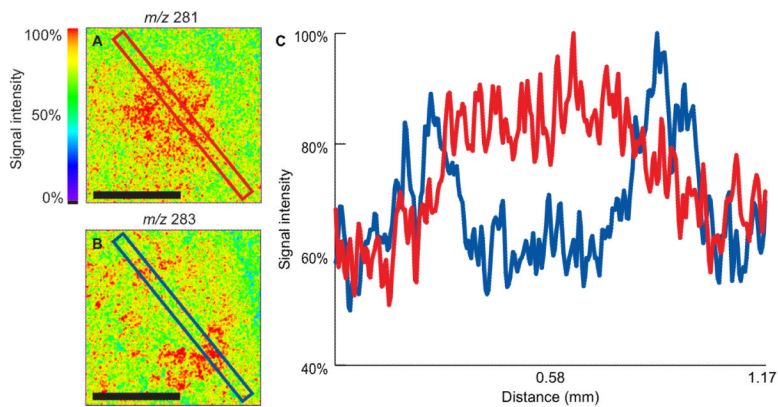 m/z 281
100%
A
Signal intensity
50%
0%
m/z 283
B
C
100%
80%
Signal intensity
60%
40%
0.58
1.17
Distance (mm)